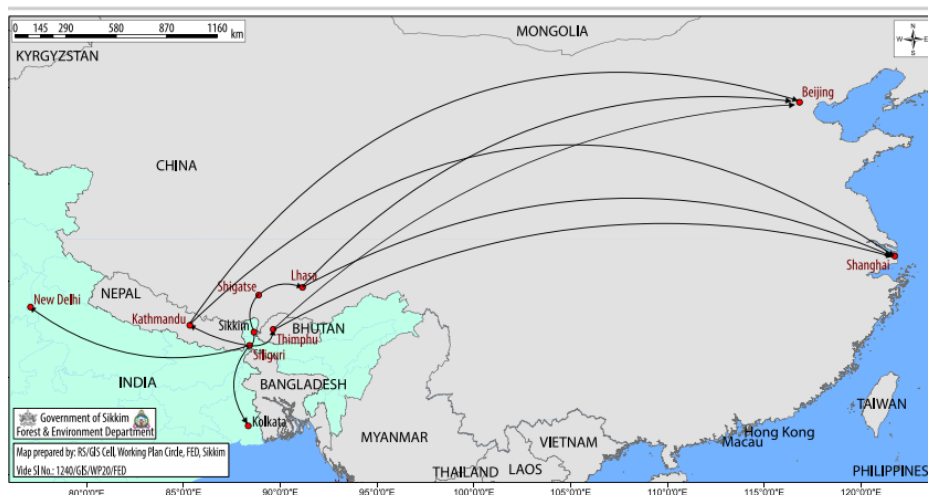 0 145 290 580 870 1160
km
MONGOLIA
N
W E
S
KYRGYZSTAN
Beijing
CHINA
Shanghai
Lhasa
Shigatse
NEPAL
New Delhi
Kathmandu
Sikkim
BHUTAN
Thimphu
Siliguri
INDIA
BANGLADESH
Kolkata
TAIWAN
Hong Kong
Macau
MYANMAR
VIETNAM
LAOS
THAILAND
PHILIPPINES
Government of Sikkim
Forest & Environment Department
Map prepared by: RS/GIS Cell, Working Plan Circle, FED, Sikkim
Vide Sl No.: 1240/GIS/WP20/FED
80°0'0"E 85°0'0"E 90°0'0"E 95°0'0"E 100°0'0"E 105°0'0"E 110°0'0"E 115°0'0"E 120°0'0"E